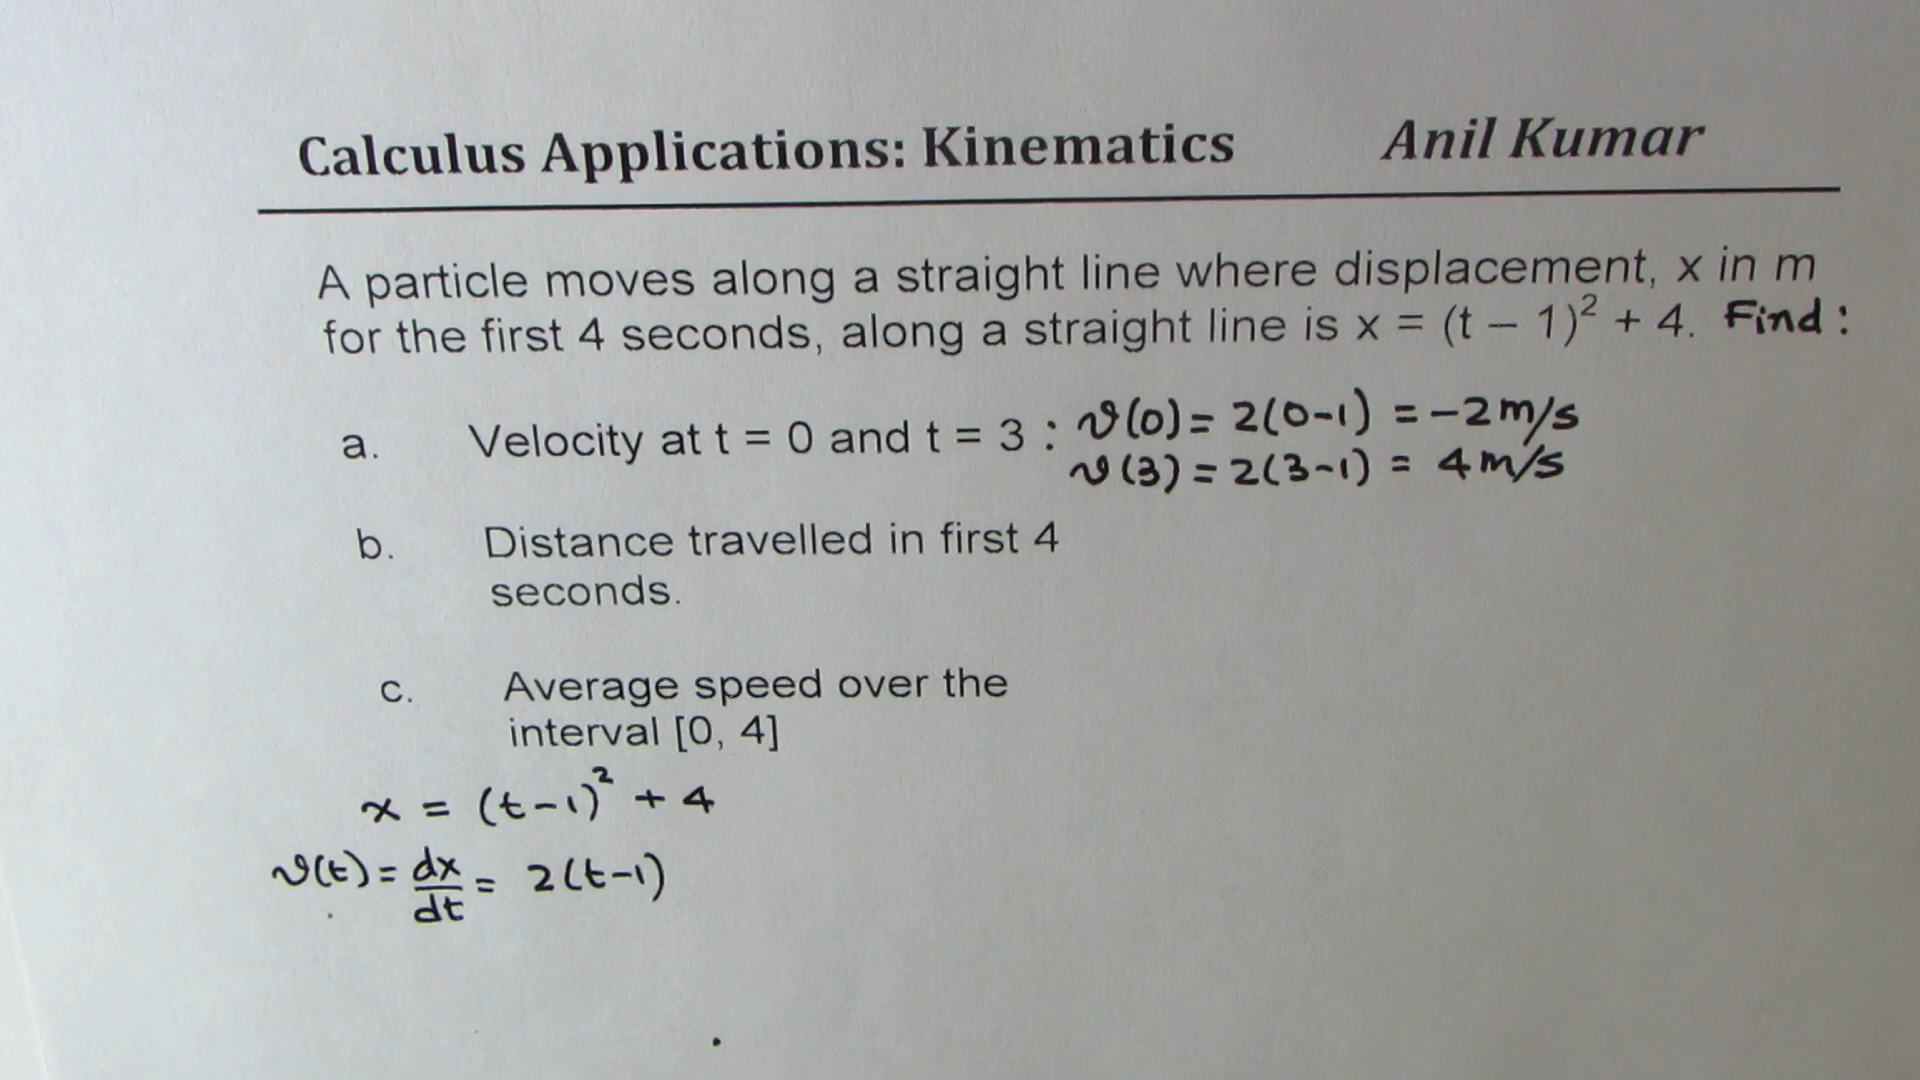 Calculus Applications: Kinematics Anil Kumar
A particle moves along a straight line where displacement, x in m
for the first 4 seconds, along a straight line is x = (t – 1)² + 4. Find :
a. Velocity at t = 0 and t = 3 : v(0) = 2(0-1) = -2m/s
v(3) = 2(3-1) = 4m/s
b. Distance travelled in first 4
seconds.
c. Average speed over the
interval [0, 4]
x = (t-1)² + 4
v(t) = dx/dt = 2(t-1)